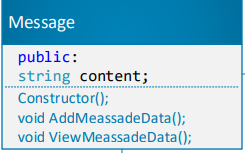 Message
public:
string content;
Constructor();
void AddMeassadeData();
void ViewMeassadeData();